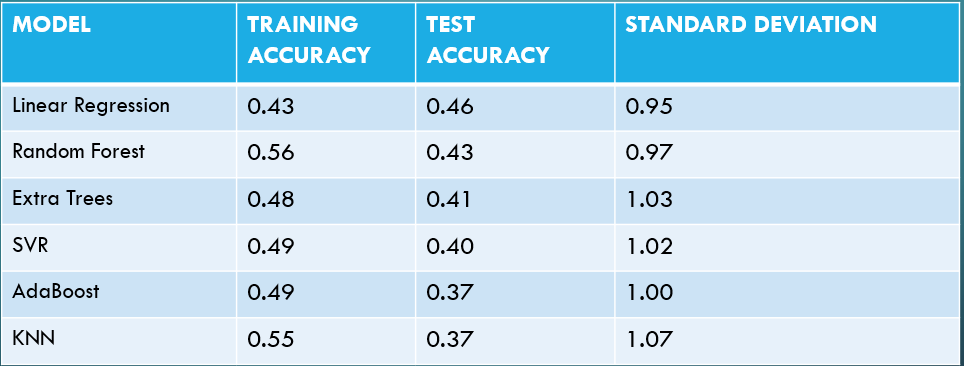 MODEL TRAINING ACCURACY TEST ACCURACY STANDARD DEVIATION
Linear Regression 0.43 0.46 0.95
Random Forest 0.56 0.43 0.97
Extra Trees 0.48 0.41 1.03
SVR 0.49 0.40 1.02
AdaBoost 0.49 0.37 1.00
KNN 0.55 0.37 1.07